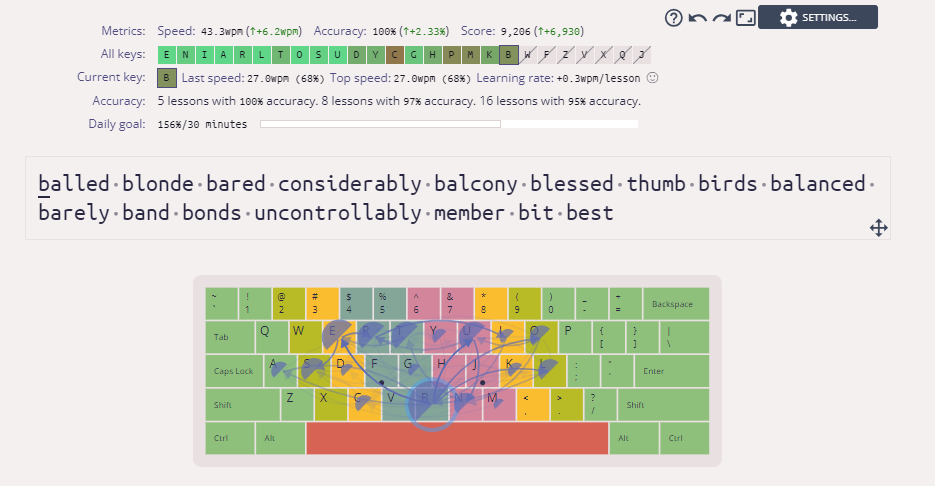 SETTINGS...
Metrics: Speed: 43.3wpm (↑+6.2wpm) Accuracy: 100% (↑+2.33%) Score: 9,206 (↑+6,930)
All keys: E N I A R L T O S U D Y C G H P M K B W F Z V X Q J
Current key: B Last speed: 27.0wpm (68%) Top speed: 27.0wpm (68%) Learning rate: +0.3wpm/lesson
Accuracy: 5 lessons with 100% accuracy. 8 lessons with 97% accuracy. 16 lessons with 95% accuracy.
Daily goal: 156%/30 minutes
balled·blonde·bared·considerably·balcony·blessed·thumb·birds·balanced·
barely·band·bonds·uncontrollably·member·bit·best
~ ! @ # $ % ^ & * ( ) _ +
` 1 2 3 4 5 6 7 8 9 0 - = Backspace
Tab Q W E R T Y U I O P { } |
[ ] \
Caps Lock A S D F G H J K L : " Enter
; '
Shift Z X C V B N M < > ? Shift
, . /
Ctrl Alt Alt Ctrl